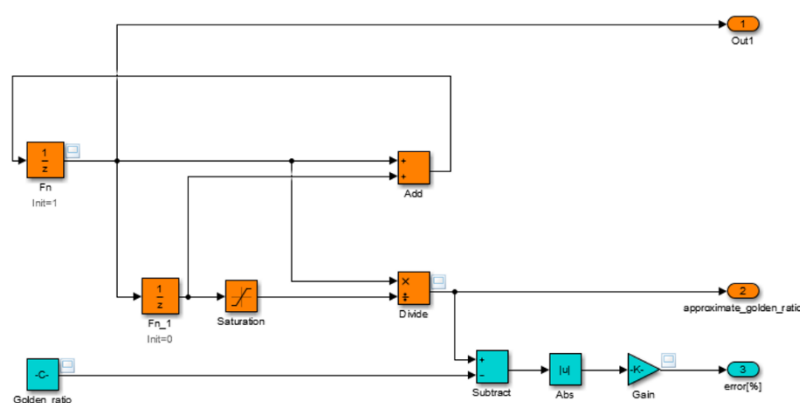 1
Out1
1
z
Fn
Init=1
+
+
Add
1
z
Fn_1
Init=0
Saturation
×
÷
Divide
2
approximate_golden_ratio
-C-
Golden_ratio
+
−
Subtract
|u|
Abs
-K-
Gain
3
error[%]